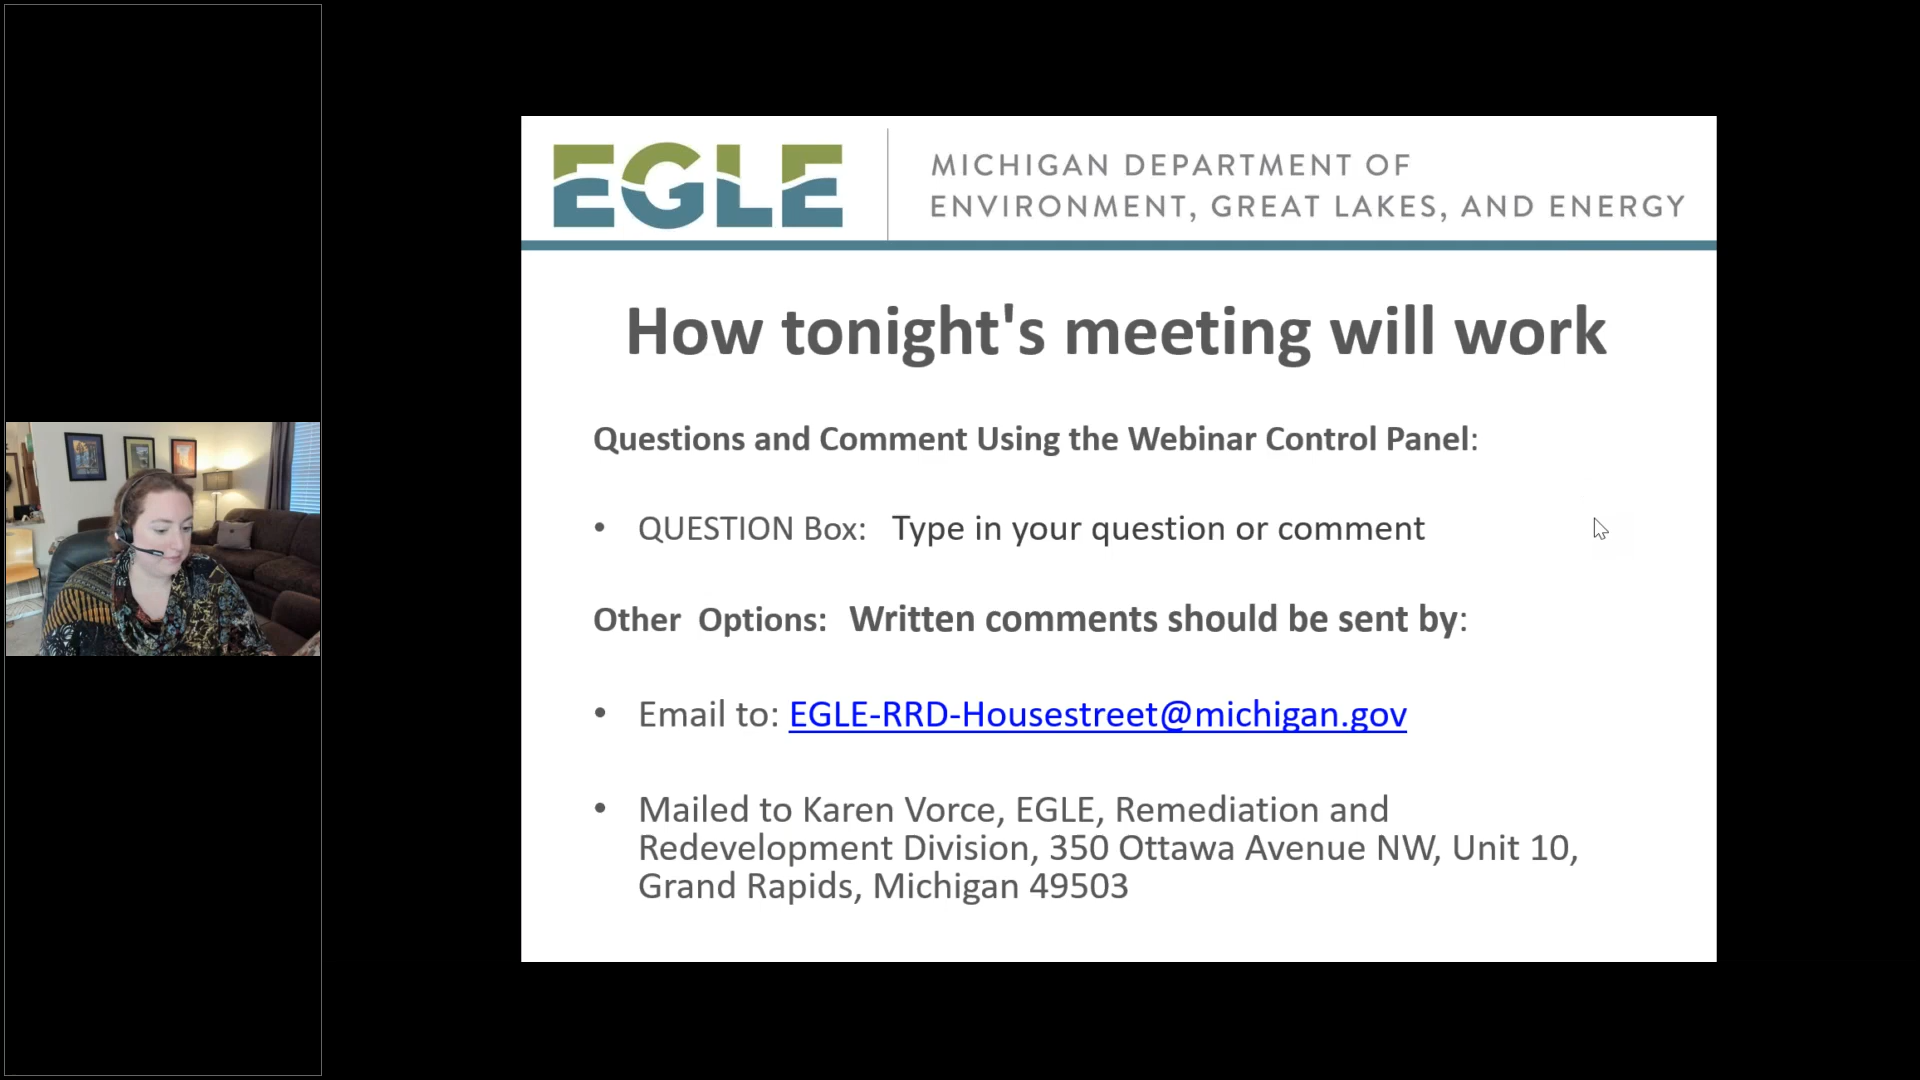 EGLE
MICHIGAN DEPARTMENT OF
ENVIRONMENT, GREAT LAKES, AND ENERGY
How tonight's meeting will work
Questions and Comment Using the Webinar Control Panel:
• QUESTION Box: Type in your question or comment
Other Options: Written comments should be sent by:
• Email to: EGLE-RRD-Housestreet@michigan.gov
• Mailed to Karen Vorce, EGLE, Remediation and
Redevelopment Division, 350 Ottawa Avenue NW, Unit 10,
Grand Rapids, Michigan 49503